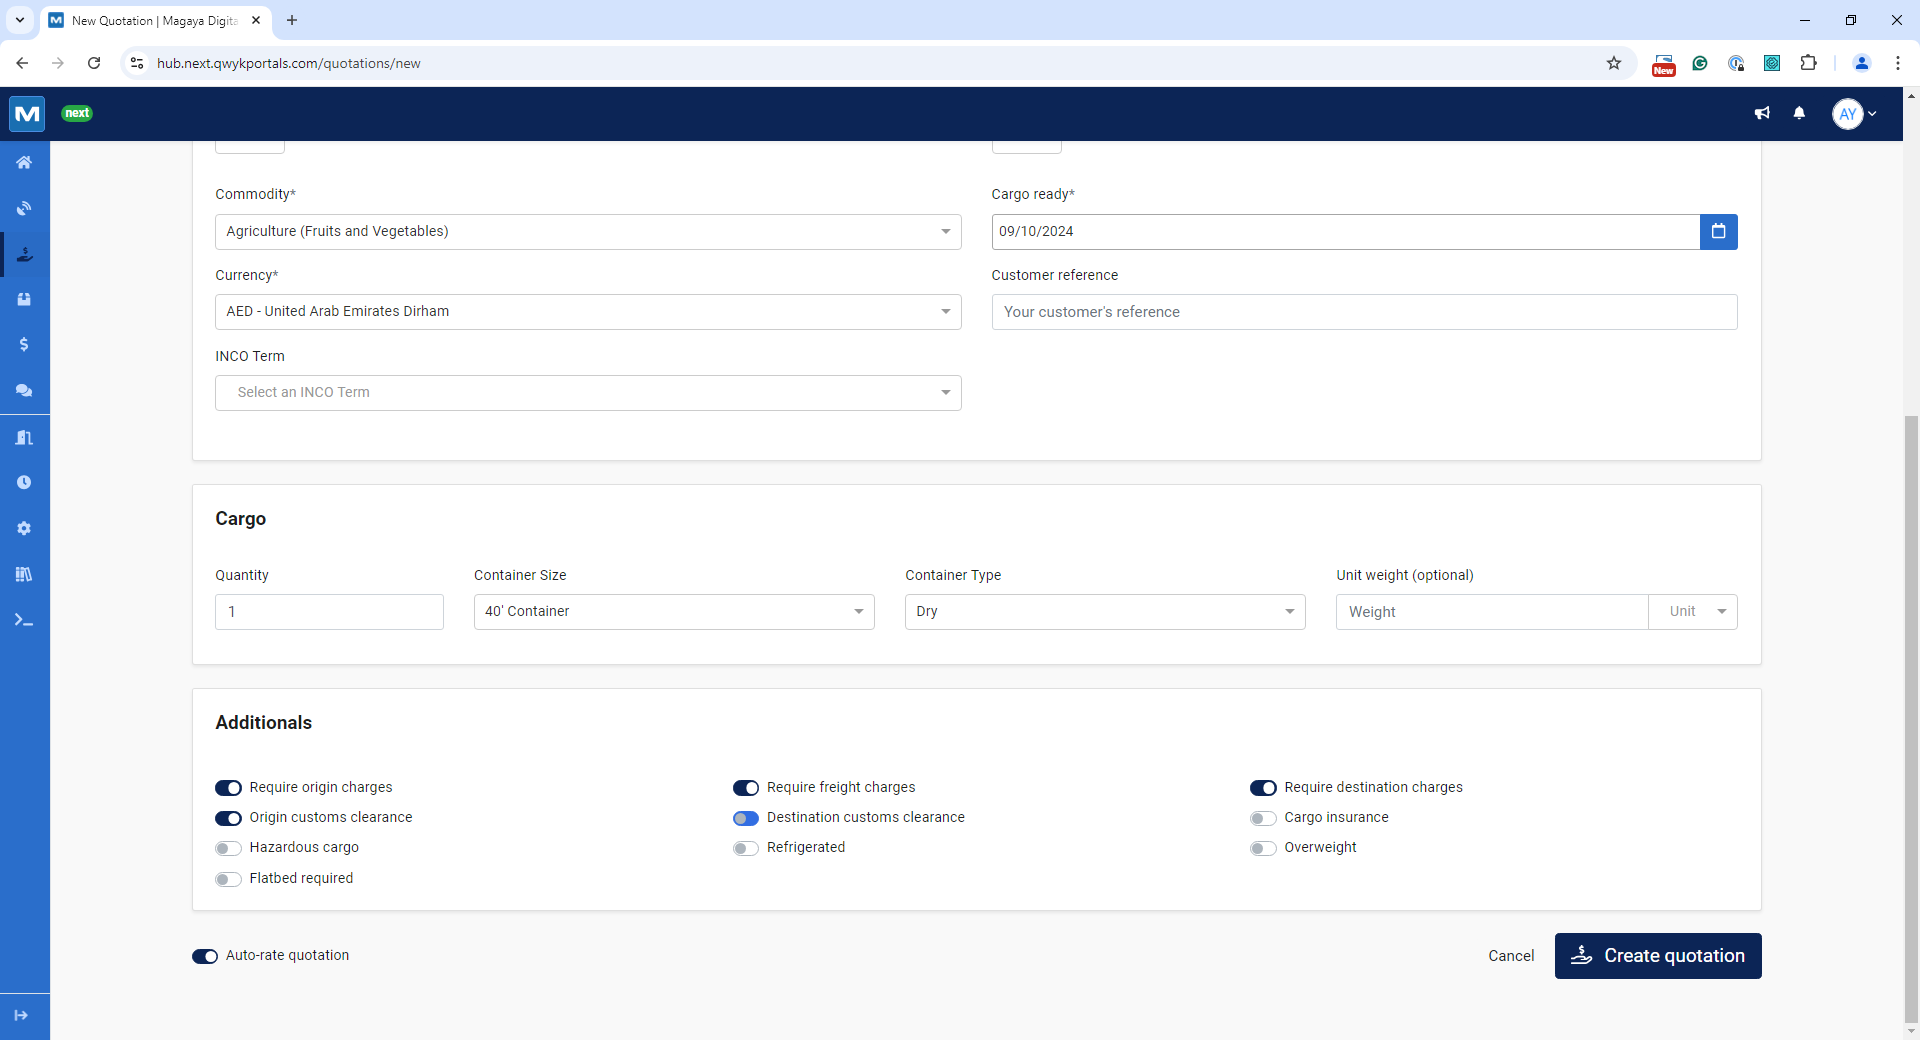 New Quotation | Magaya Digita
hub.next.qwykportals.com/quotations/new
New
M next
AY
Commodity*
Cargo ready*
Agriculture (Fruits and Vegetables)
09/10/2024
Currency*
Customer reference
AED - United Arab Emirates Dirham
Your customer's reference
INCO Term
Select an INCO Term
Cargo
Quantity
Container Size
Container Type
Unit weight (optional)
1
40' Container
Dry
Weight
Unit
Additionals
Require origin charges
Require freight charges
Require destination charges
Origin customs clearance
Destination customs clearance
Cargo insurance
Hazardous cargo
Refrigerated
Overweight
Flatbed required
Auto-rate quotation
Cancel
Create quotation